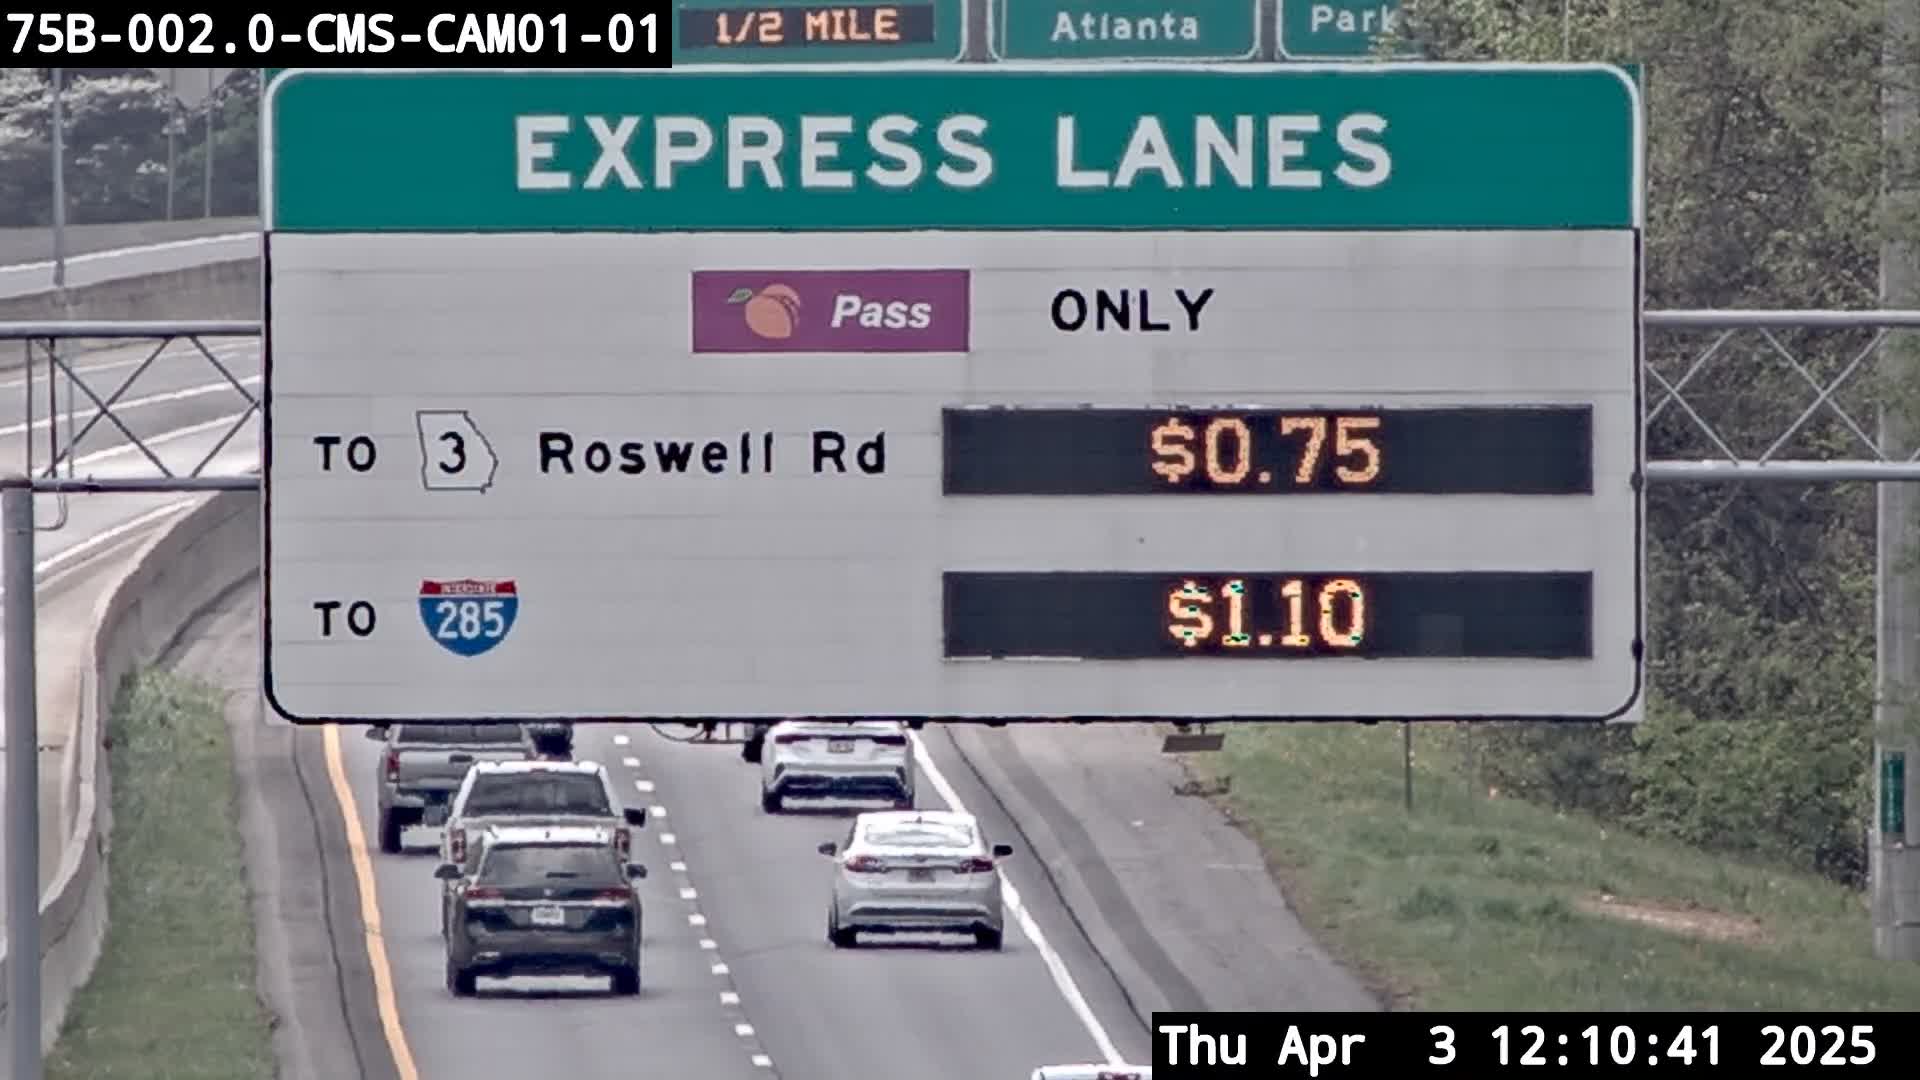 75B-002.0-CMS-CAM01-01
1/2 MILE
Atlanta
Park
EXPRESS LANES
Pass ONLY
TO 3 Roswell Rd $0.75
TO INTERSTATE 285 $1.10
Thu Apr 3 12:10:41 2025